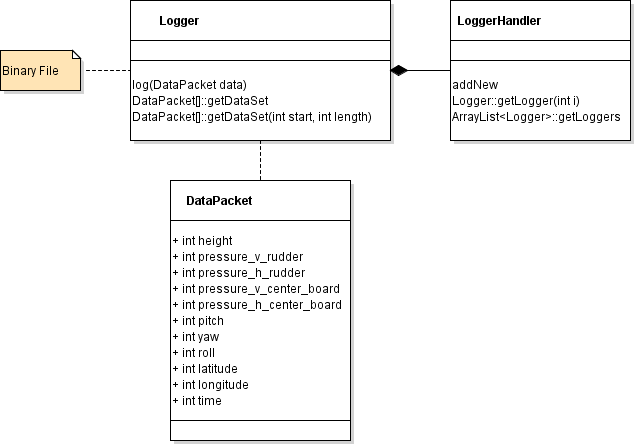 Logger
log(DataPacket data)
DataPacket[]::getDataSet
DataPacket[]::getDataSet(int start, int length)
LoggerHandler
addNew
Logger::getLogger(int i)
ArrayList<Logger>::getLoggers
Binary File
DataPacket
+ int height
+ int pressure_v_rudder
+ int pressure_h_rudder
+ int pressure_v_center_board
+ int pressure_h_center_board
+ int pitch
+ int yaw
+ int roll
+ int latitude
+ int longitude
+ int time